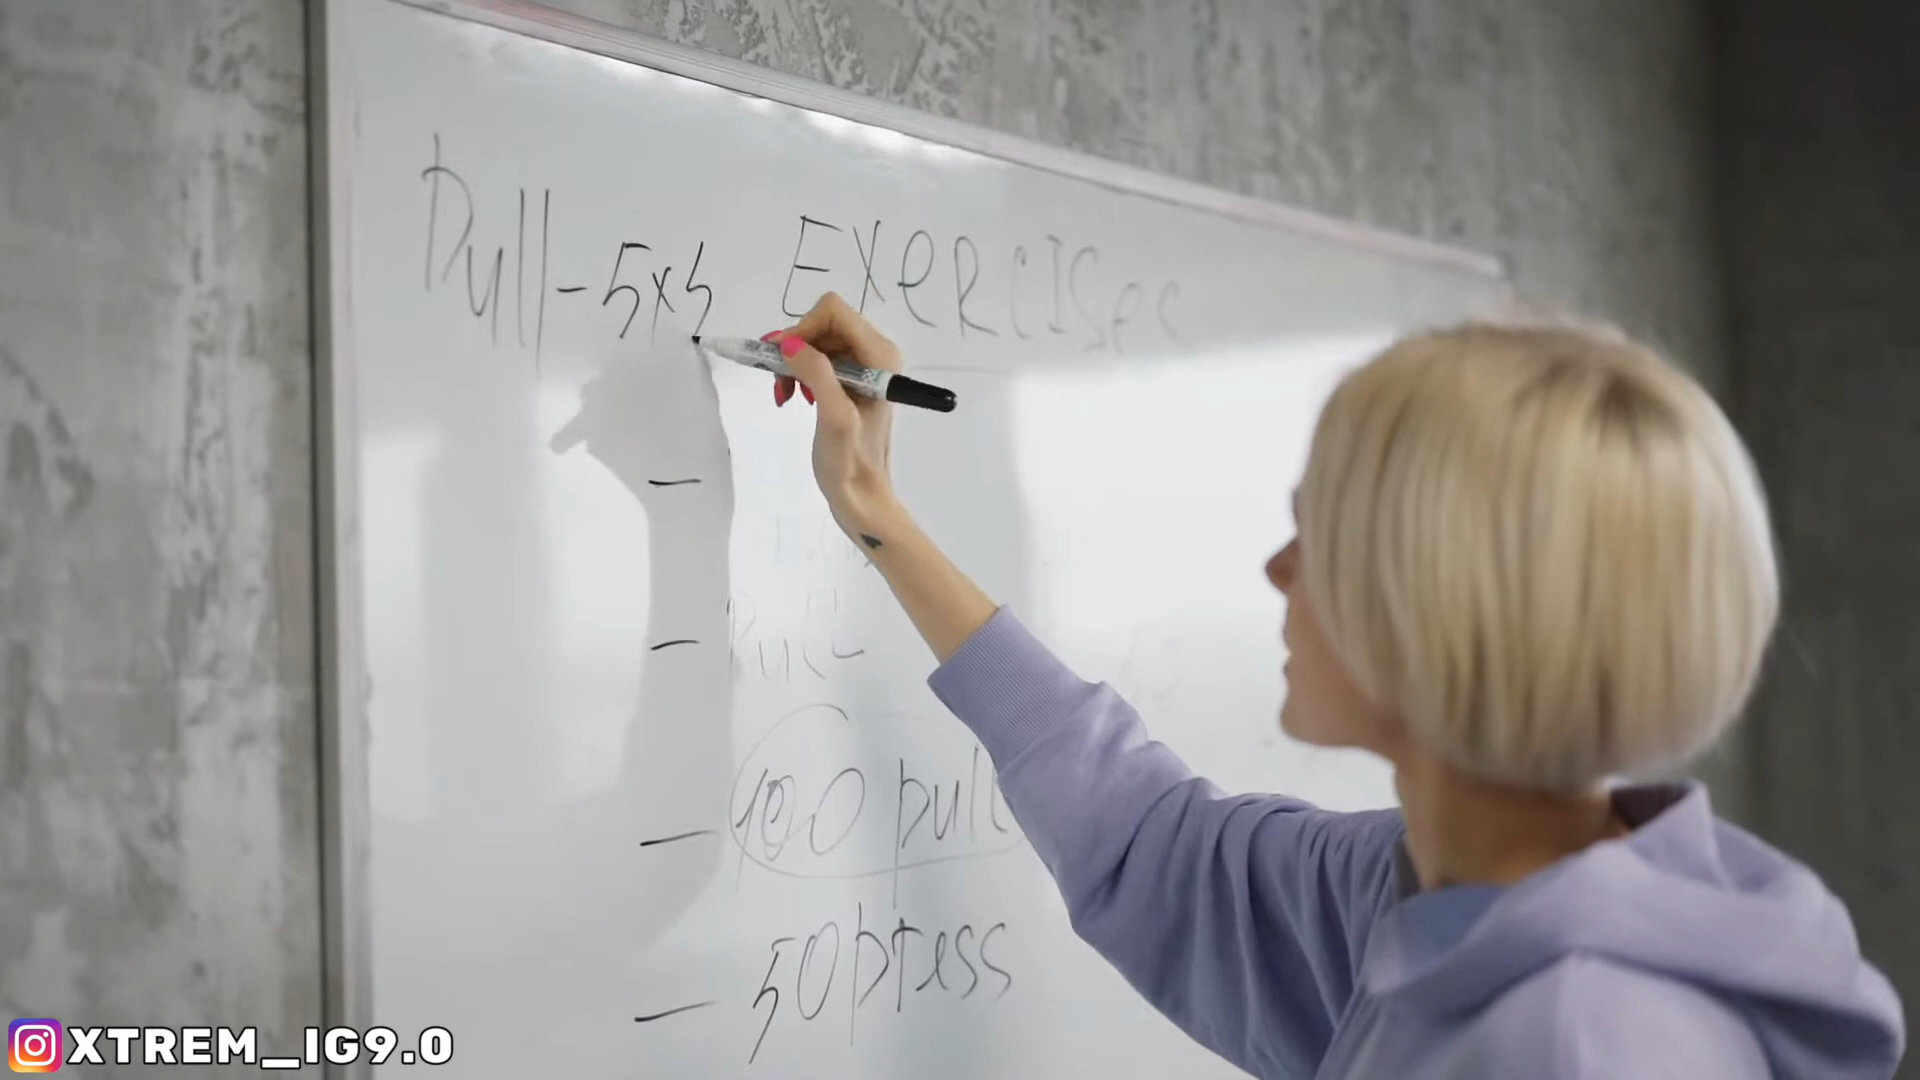 Pull - 5x5 EXeRCISes
–
– Pull
– 100 pull
– 50 press
XTREM_IG9.0